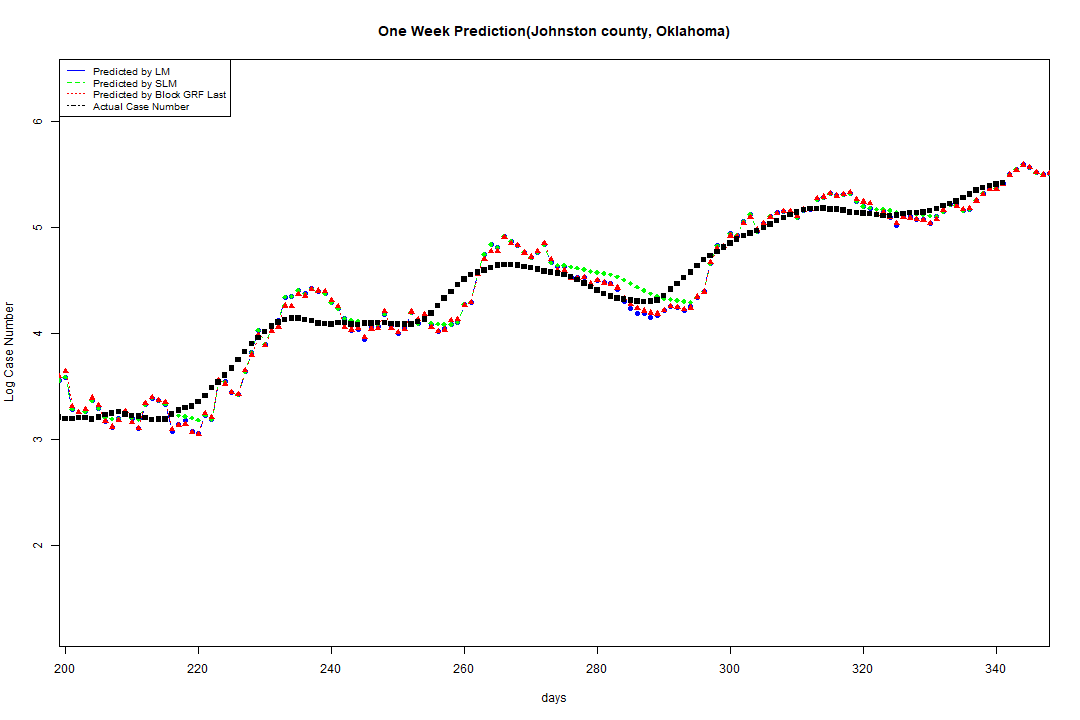 One Week Prediction(Johnston county, Oklahoma)
Predicted by LM
Predicted by SLM
Predicted by Block GRF Last
Actual Case Number
6
5
4
3
2
Log Case Number
200 220 240 260 280 300 320 340
days